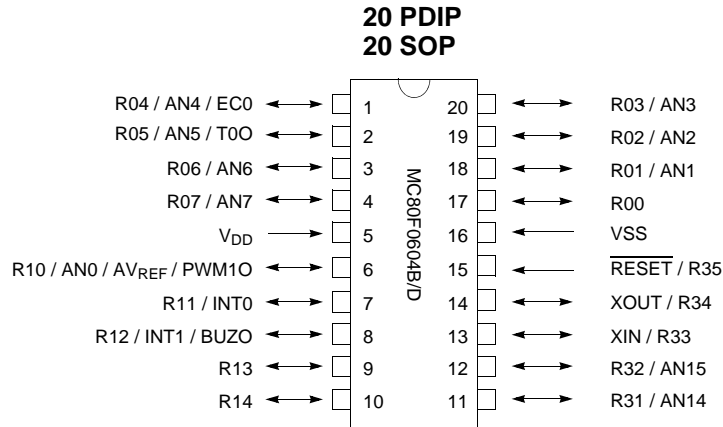 20 PDIP
20 SOP
R04 / AN4 / EC0 1 20 R03 / AN3
R05 / AN5 / T0O 2 19 R02 / AN2
R06 / AN6 3 18 R01 / AN1
R07 / AN7 4 17 R00
VDD 5 16 VSS
R10 / AN0 / AVREF / PWM1O 6 15 RESET / R35
R11 / INT0 7 14 XOUT / R34
R12 / INT1 / BUZO 8 13 XIN / R33
R13 9 12 R32 / AN15
R14 10 11 R31 / AN14
MC80F0604B/D